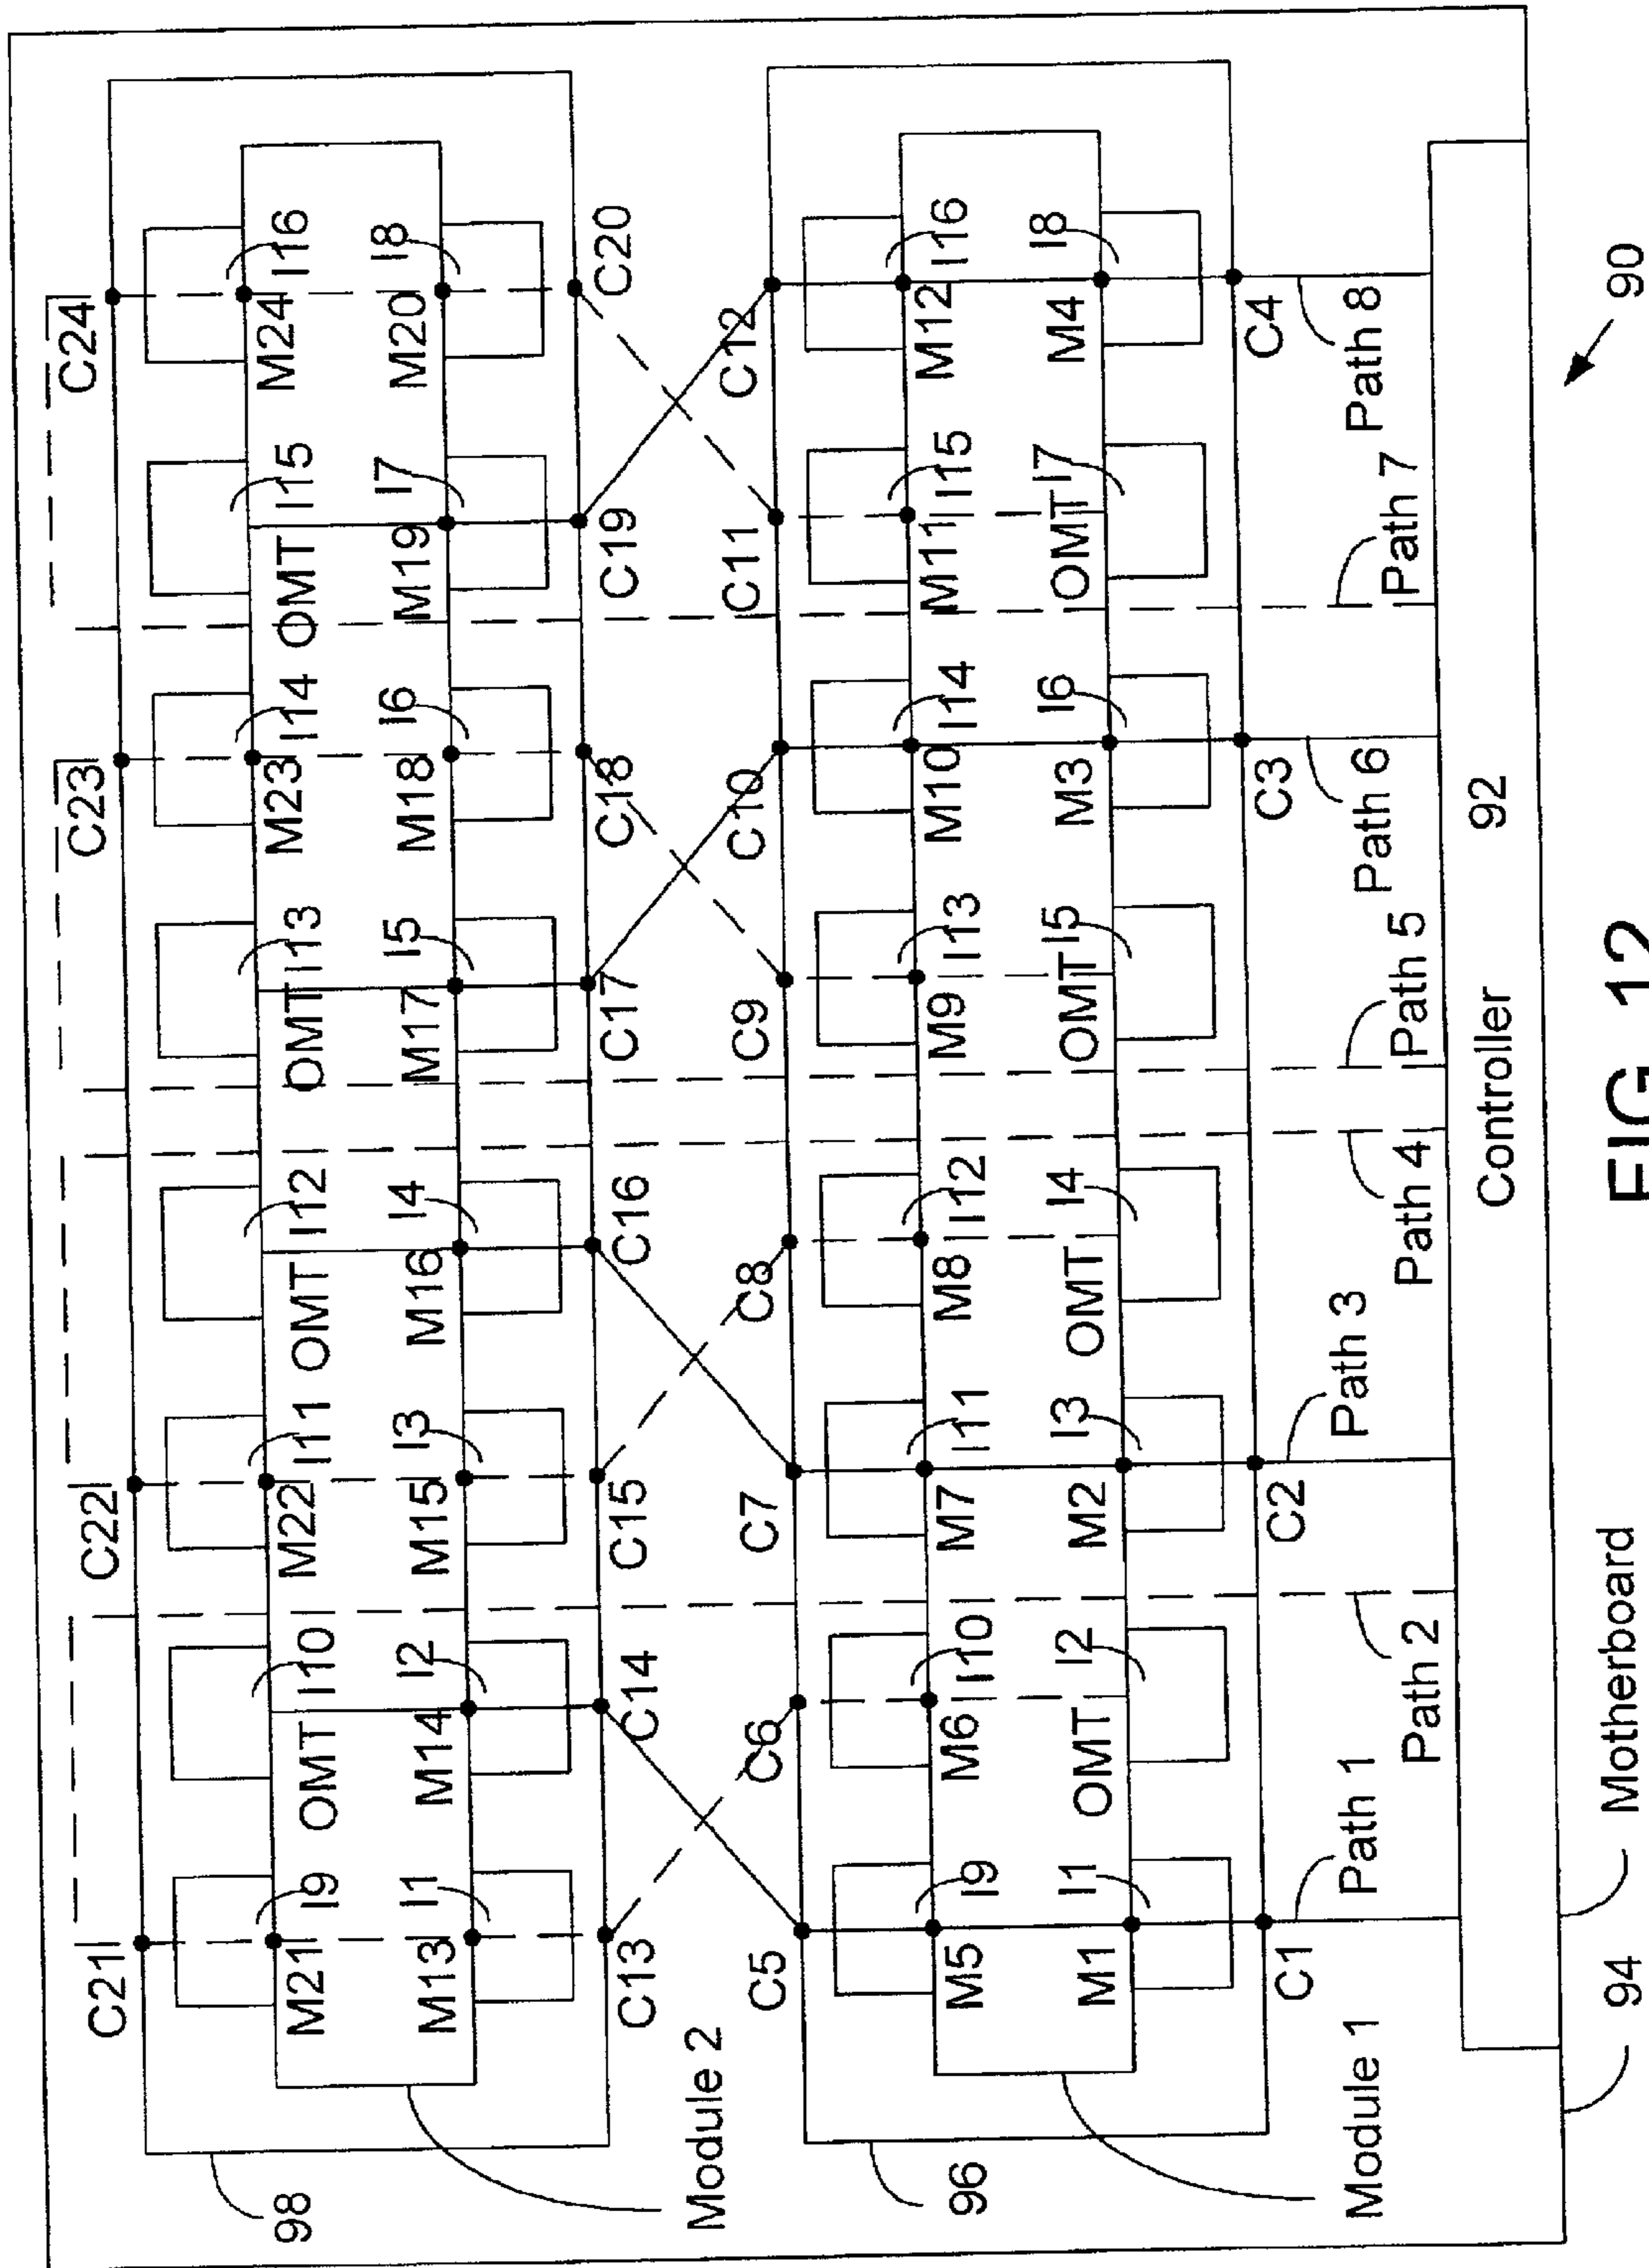 C21 C22 C23 C24
I9 I10 I11 I12 I13 I14 I15 I16
M21 OMT M22 OMT OMT M23 OMT M24
I1 I2 I3 I4 I5 I6 I7 I8
M13 M14 M15 M16 M17 M18 M19 M20
98
C13 C14 C15 C16 C17 C18 C19 C20
Module 2
C5 C6 C7 C8 C9 C10 C11 C12
I9 I10 I11 I12 I13 I14 I15 I16
M5 M6 M7 M8 M9 M10 M11 M12
96
I1 I2 I3 I4 I5 I6 I7 I8
M1 OMT M2 OMT OMT M3 OMT M4
C1 C2 C3 C4
Module 1
Path 1 Path 2 Path 3 Path 4 Path 5 Path 6 Path 7 Path 8
Controller 92
94 Motherboard 90
FIG 12